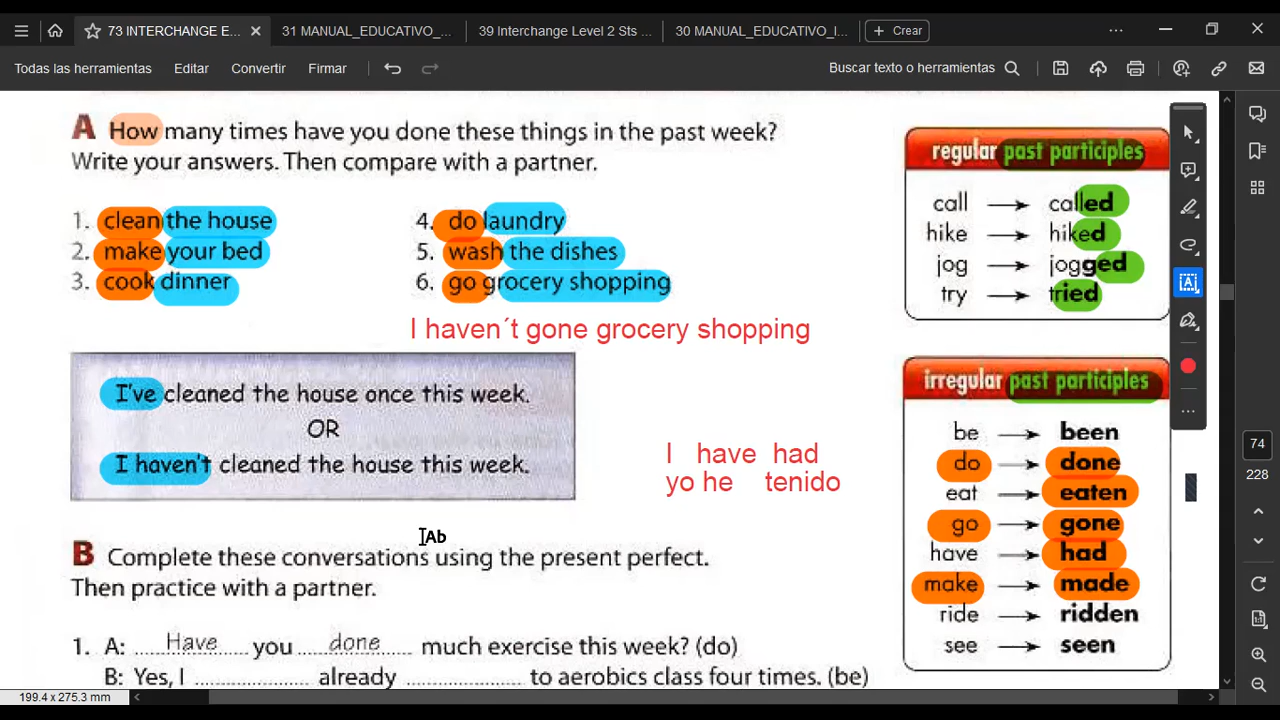 73 INTERCHANGE E... 31 MANUAL_EDUCATIVO_... 39 Interchange Level 2 Sts ... 30 MANUAL_EDUCATIVO_I... + Crear
Todas las herramientas Editar Convertir Firmar Buscar texto o herramientas
A How many times have you done these things in the past week?
Write your answers. Then compare with a partner.
1. clean the house
2. make your bed
3. cook dinner
4. do laundry
5. wash the dishes
6. go grocery shopping
I haven´t gone grocery shopping
I've cleaned the house once this week.
OR
I haven't cleaned the house this week.
I have had
yo he tenido
regular past participles
call → called
hike → hiked
jog → jogged
try → tried
irregular past participles
be → been
do → done
eat → eaten
go → gone
have → had
make → made
ride → ridden
see → seen
Ab
B Complete these conversations using the present perfect.
Then practice with a partner.
1. A: Have you done much exercise this week? (do)
B: Yes, I .................... already .......................... to aerobics class four times. (be)
74
228
199.4 x 275.3 mm